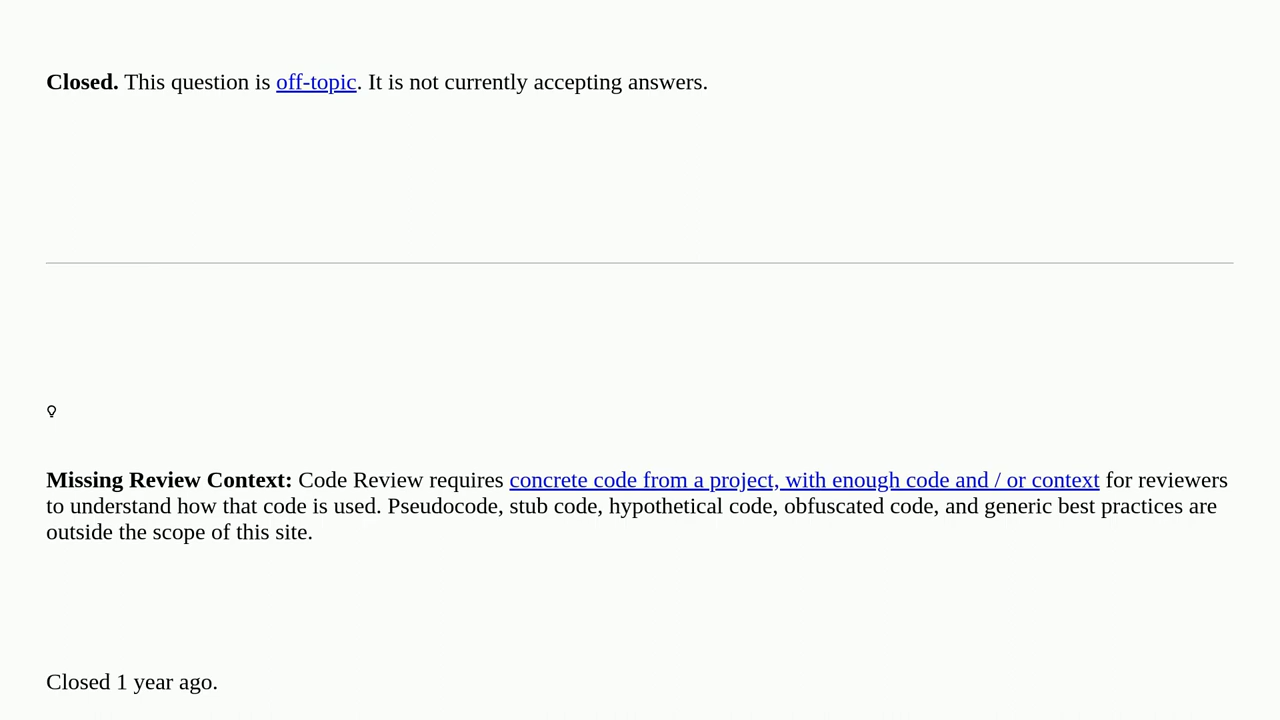 Closed. This question is off-topic. It is not currently accepting answers.
Missing Review Context: Code Review requires concrete code from a project, with enough code and / or context for reviewers
to understand how that code is used. Pseudocode, stub code, hypothetical code, obfuscated code, and generic best practices are
outside the scope of this site.
Closed 1 year ago.